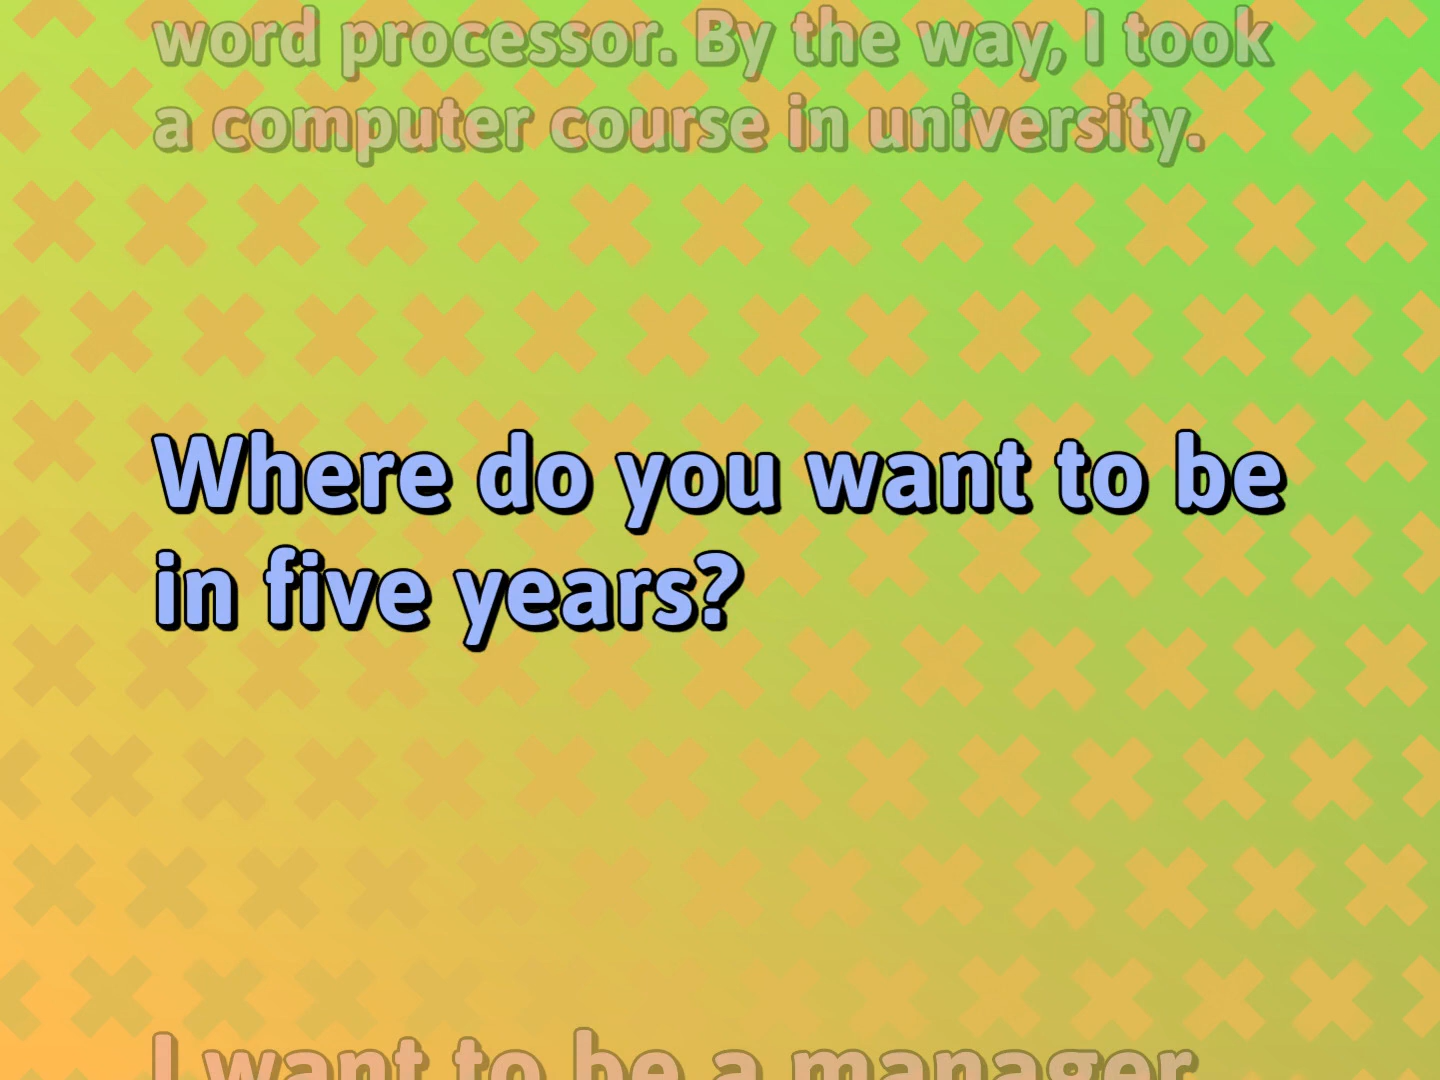 word processor. By the way, I took
a computer course in university.
Where do you want to be
in five years?
I want to be a manager